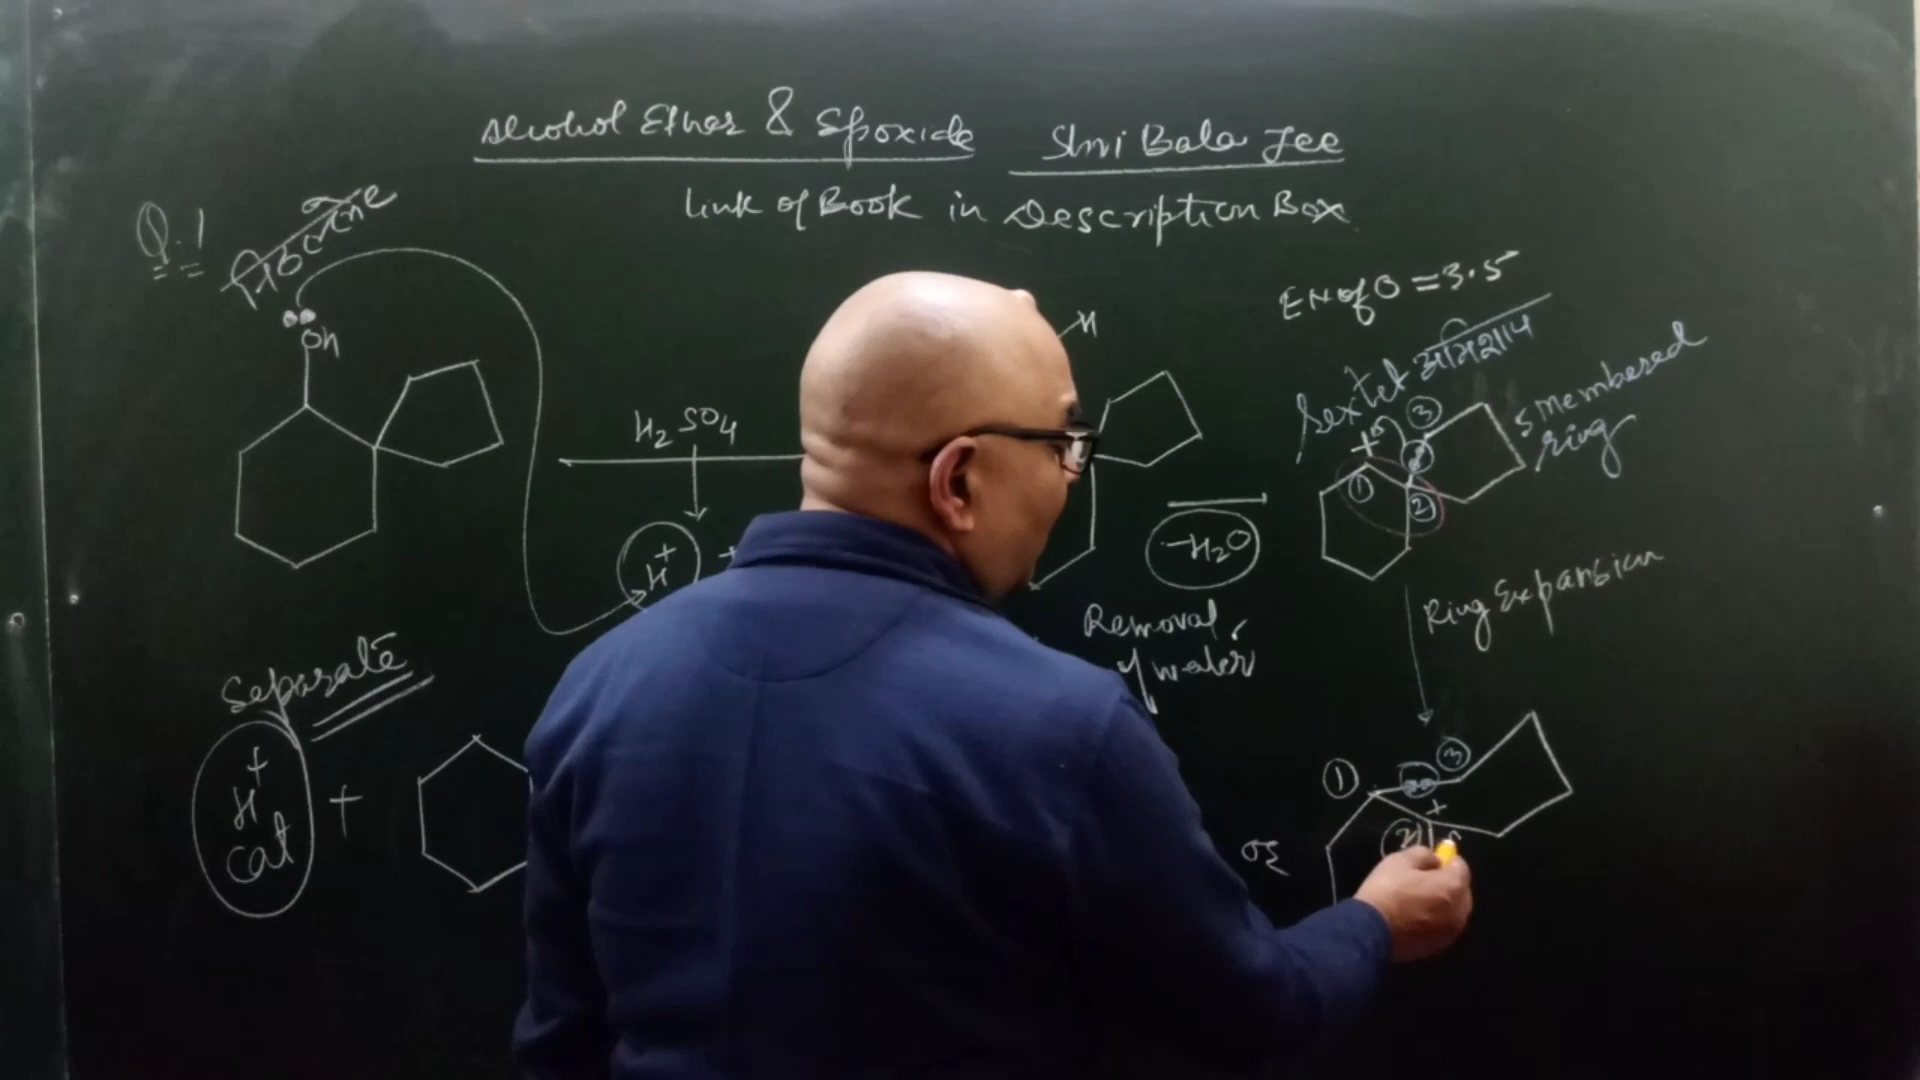 Alcohol Ether & Epoxide Shri Bala Jee
Link of Book in Description Box
Q.1
EN of O = 3.5
OH
H
Sextet
5 Membered
ring
H₂SO₄
H⁺
+
-H₂O
Removal
of water
+
1
2
3
Ring Expansion
Separate
H⁺
cat
+
1
3
+
2